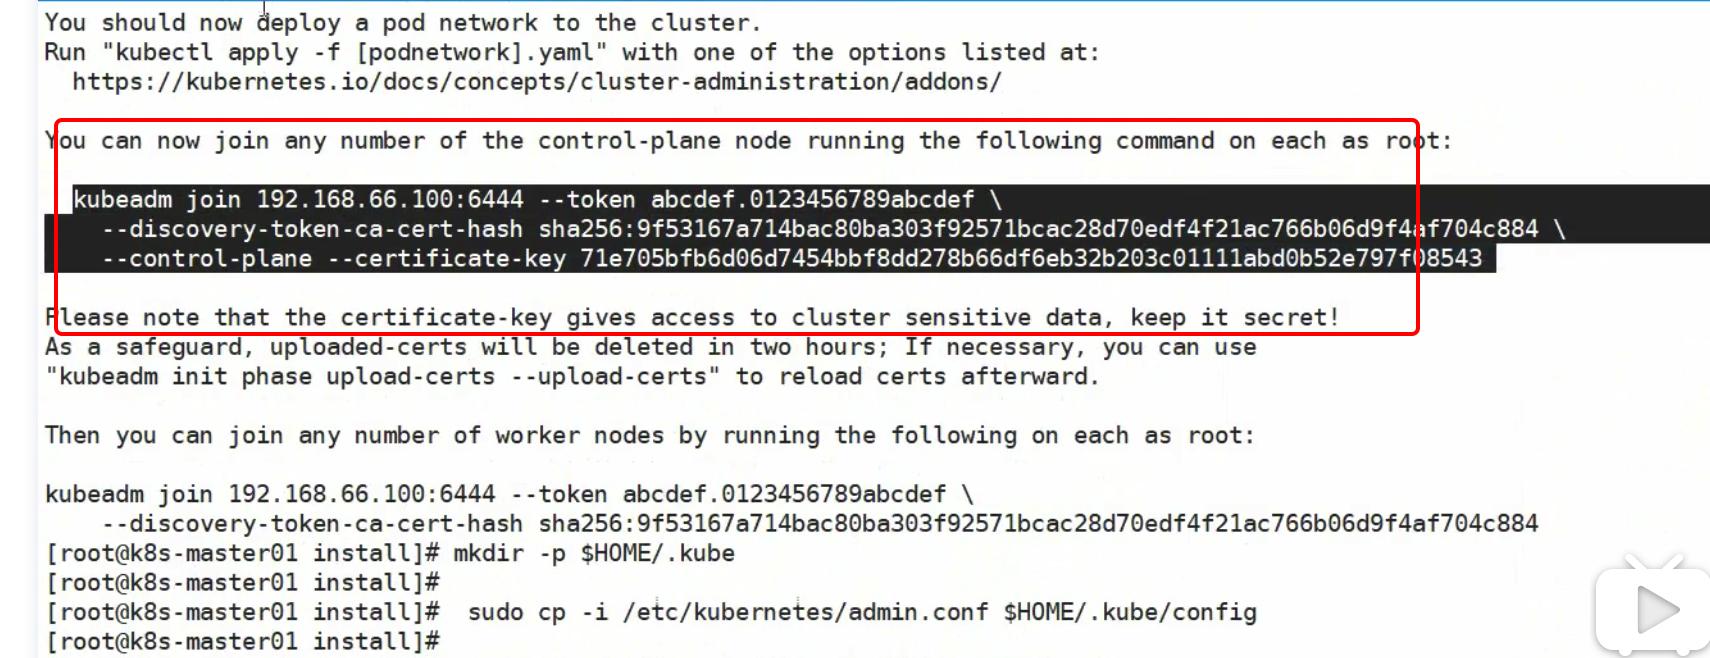 You should now deploy a pod network to the cluster.
Run "kubectl apply -f [podnetwork].yaml" with one of the options listed at:
  https://kubernetes.io/docs/concepts/cluster-administration/addons/
You can now join any number of the control-plane node running the following command on each as root:
  kubeadm join 192.168.66.100:6444 --token abcdef.0123456789abcdef \
    --discovery-token-ca-cert-hash sha256:9f53167a714bac80ba303f92571bcac28d70edf4f21ac766b06d9f4af704c884 \
    --control-plane --certificate-key 71e705bfb6d06d7454bbf8dd278b66df6eb32b203c01111abd0b52e797f08543
Please note that the certificate-key gives access to cluster sensitive data, keep it secret!
As a safeguard, uploaded-certs will be deleted in two hours; If necessary, you can use
"kubeadm init phase upload-certs --upload-certs" to reload certs afterward.
Then you can join any number of worker nodes by running the following on each as root:
kubeadm join 192.168.66.100:6444 --token abcdef.0123456789abcdef \
    --discovery-token-ca-cert-hash sha256:9f53167a714bac80ba303f92571bcac28d70edf4f21ac766b06d9f4af704c884
[root@k8s-master01 install]# mkdir -p $HOME/.kube
[root@k8s-master01 install]#
[root@k8s-master01 install]#  sudo cp -i /etc/kubernetes/admin.conf $HOME/.kube/config
[root@k8s-master01 install]#